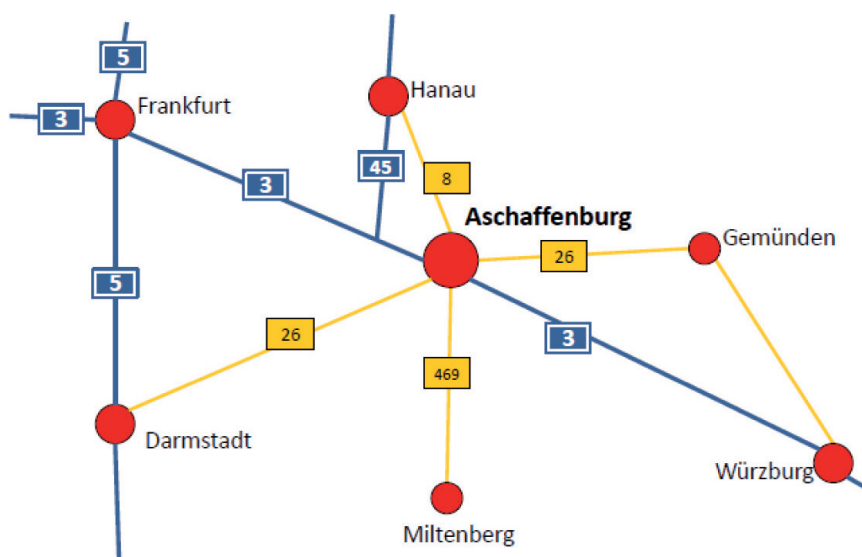 5
3
Frankfurt
Hanau
3
45
8
Aschaffenburg
26
Gemünden
5
26
3
469
Darmstadt
Würzburg
Miltenberg